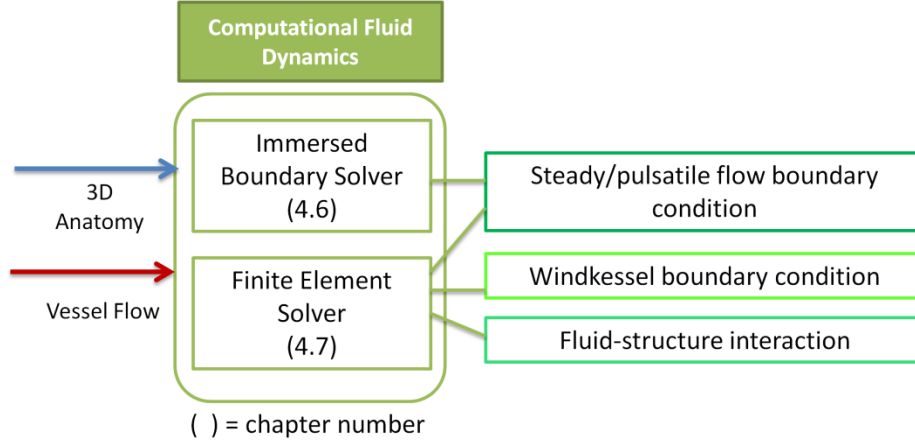 Computational Fluid
Dynamics
Immersed
Boundary Solver
(4.6)
3D
Anatomy
Steady/pulsatile flow boundary
condition
Vessel Flow
Finite Element
Solver
(4.7)
Windkessel boundary condition
Fluid-structure interaction
( ) = chapter number